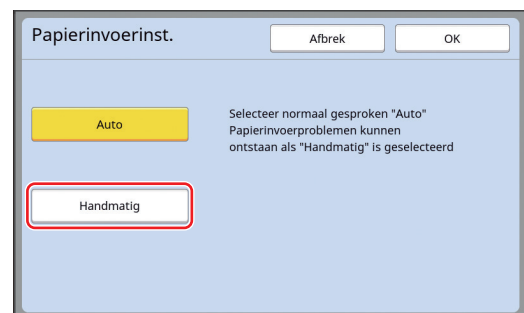 Papierinvoerinst.
Afbrek
OK
Auto
Selecteer normaal gesproken "Auto"
Papierinvoerproblemen kunnen
ontstaan als "Handmatig" is geselecteerd
Handmatig